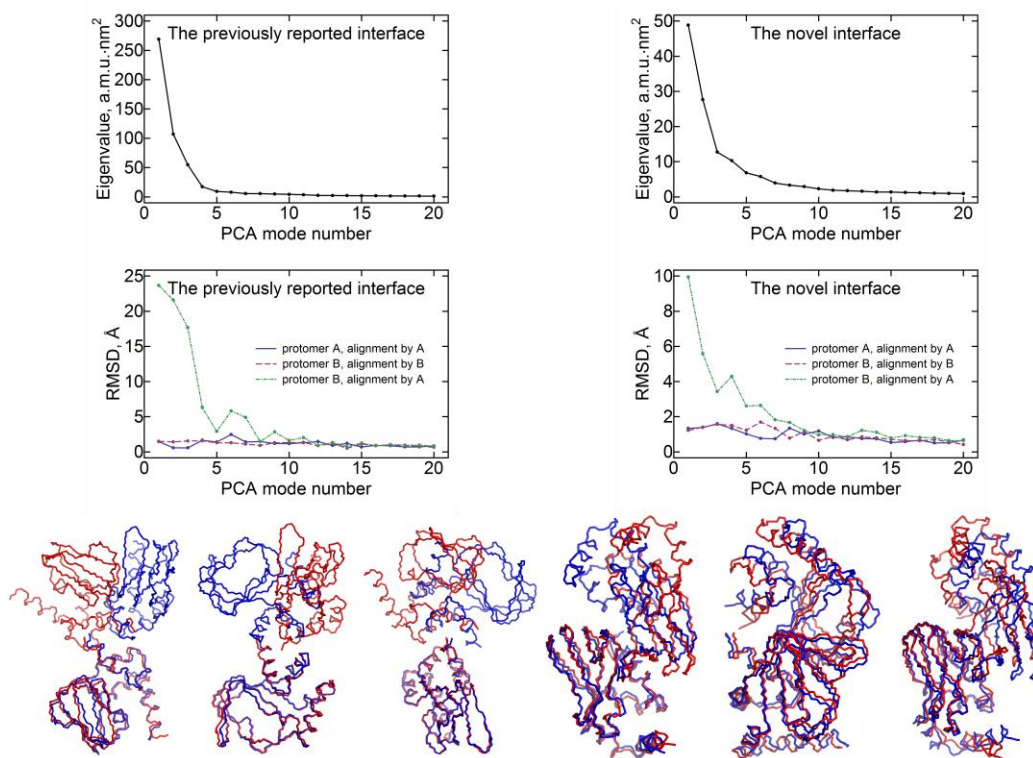 The previously reported interface
Eigenvalue, a.m.u.·nm²
300
250
200
150
100
50
0
0 5 10 15 20
PCA mode number
The novel interface
Eigenvalue, a.m.u.·nm²
50
40
30
20
10
0
0 5 10 15 20
PCA mode number
The previously reported interface
RMSD, Å
25
20
15
10
5
0
protomer A, alignment by A
protomer B, alignment by B
protomer B, alignment by A
0 5 10 15 20
PCA mode number
The novel interface
RMSD, Å
10
8
6
4
2
0
protomer A, alignment by A
protomer B, alignment by B
protomer B, alignment by A
0 5 10 15 20
PCA mode number